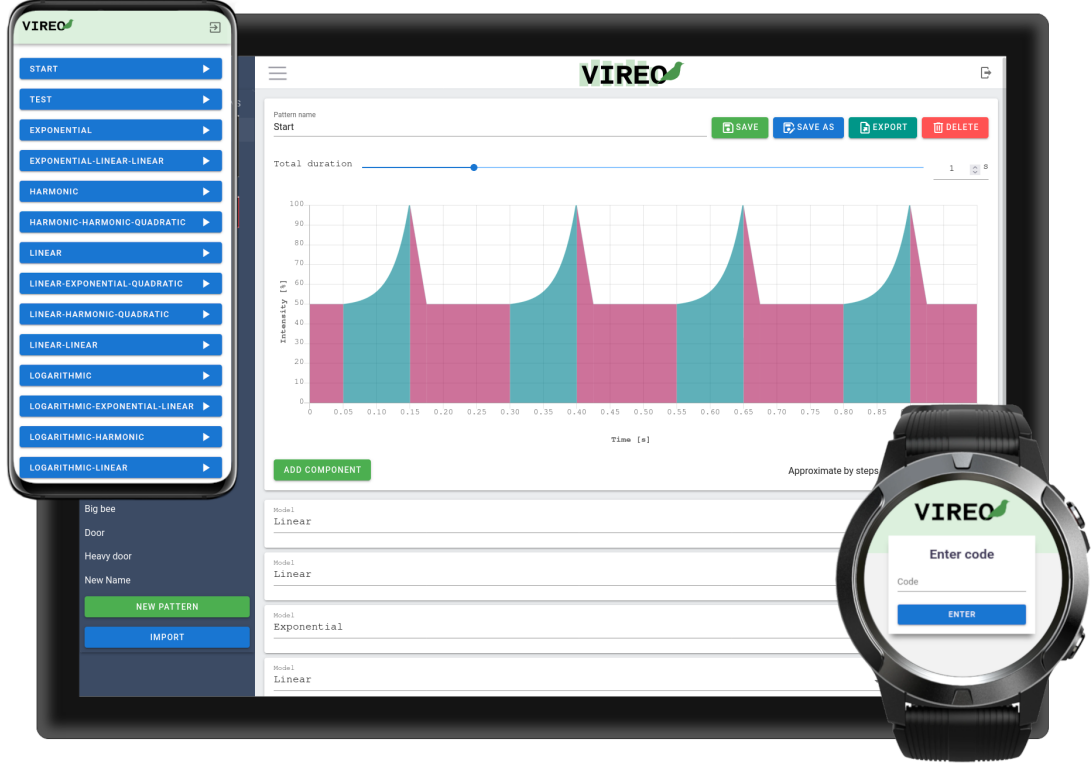 VIREO
START
TEST
EXPONENTIAL
EXPONENTIAL-LINEAR-LINEAR
HARMONIC
HARMONIC-HARMONIC-QUADRATIC
LINEAR
LINEAR-EXPONENTIAL-QUADRATIC
LINEAR-HARMONIC-QUADRATIC
LINEAR-LINEAR
LOGARITHMIC
LOGARITHMIC-EXPONENTIAL-LINEAR
LOGARITHMIC-HARMONIC
LOGARITHMIC-LINEAR
Big bee
Door
Heavy door
New Name
NEW PATTERN
IMPORT
VIREO
Pattern name
Start
SAVE
SAVE AS
EXPORT
DELETE
Total duration
1 s
Intensity [%]
100
90
80
70
60
50
40
30
20
10
0
0 0.05 0.10 0.15 0.20 0.25 0.30 0.35 0.40 0.45 0.50 0.55 0.60 0.65 0.70 0.75 0.80 0.85
Time [s]
ADD COMPONENT
Approximate by steps
Model
Linear
Model
Linear
Model
Exponential
Model
Linear
VIREO
Enter code
Code
ENTER